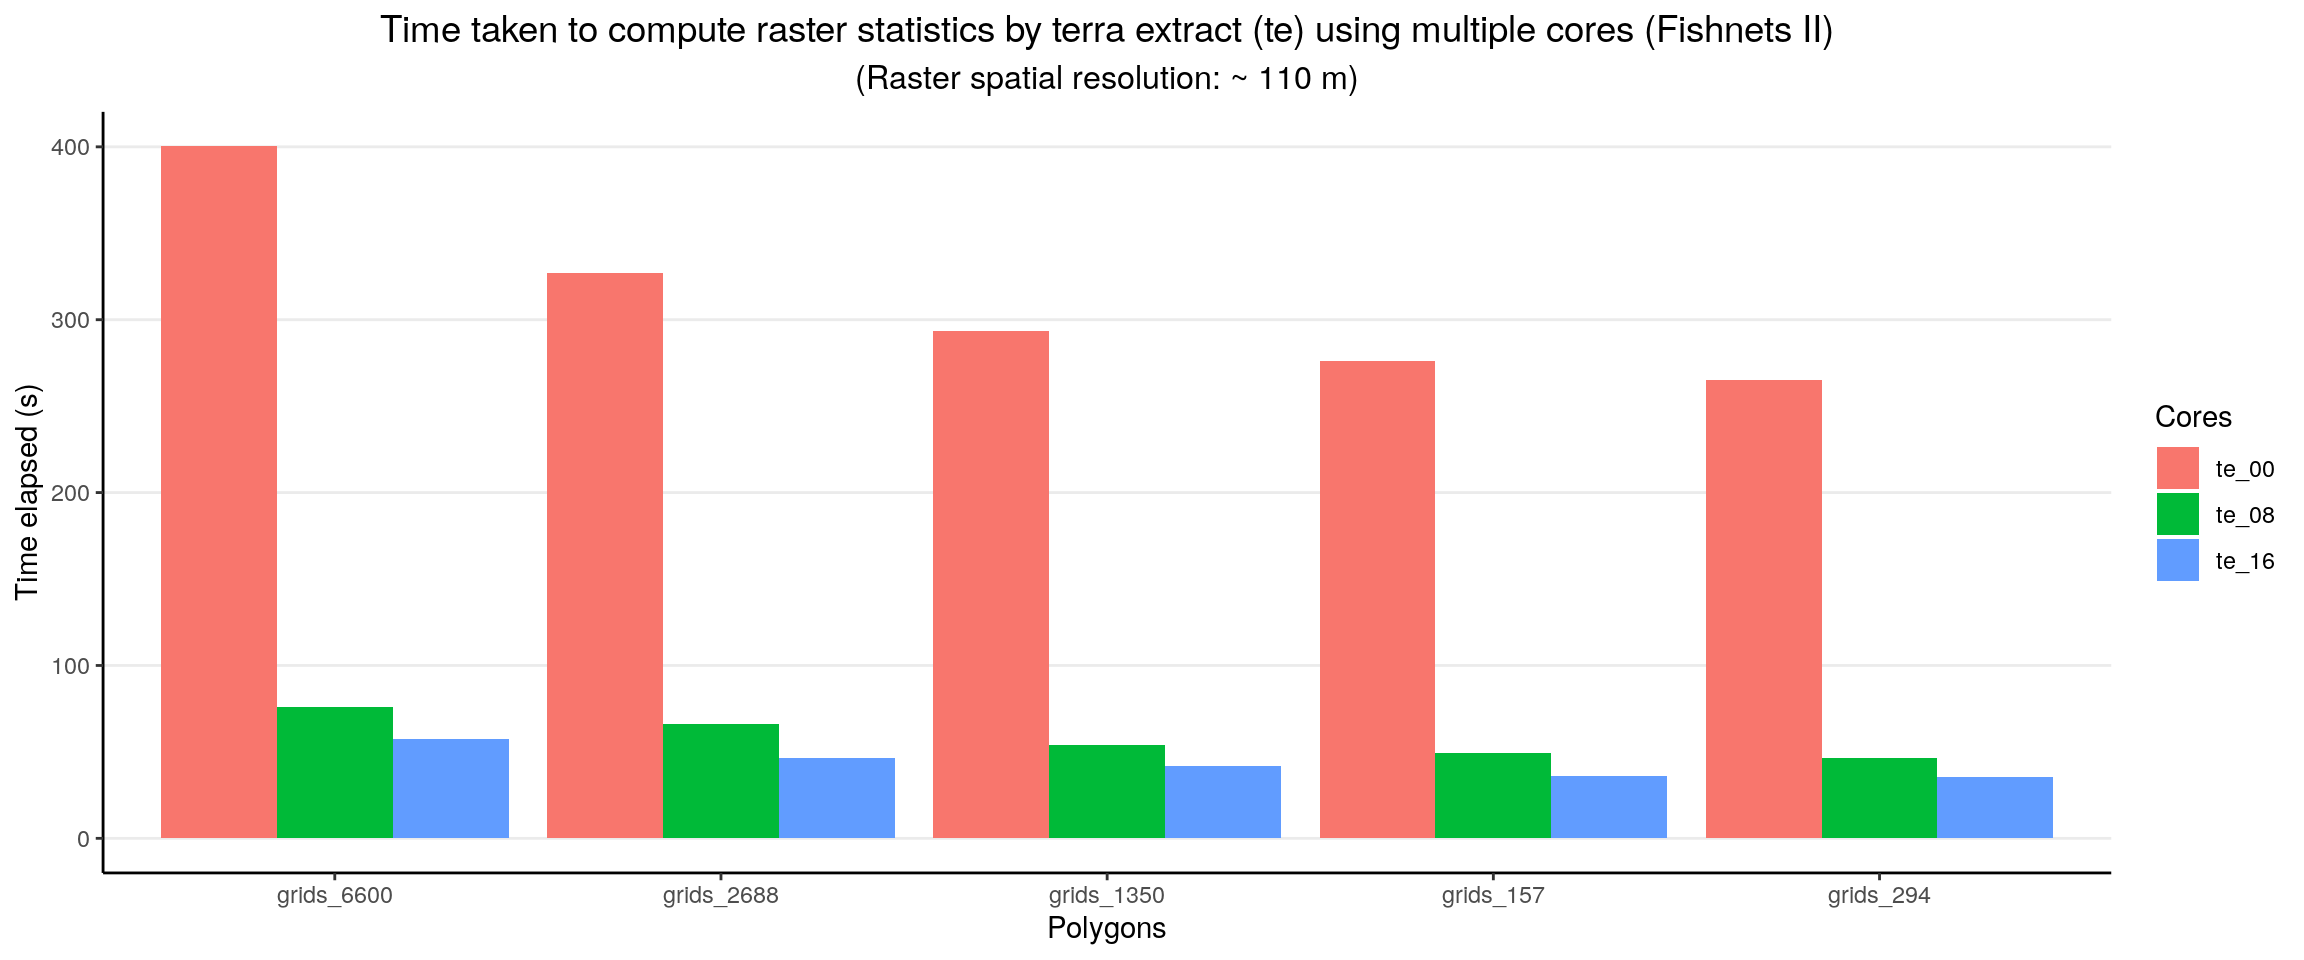 Time taken to compute raster statistics by terra extract (te) using multiple cores (Fishnets II)
(Raster spatial resolution: ~ 110 m)
Time elapsed (s)
400
300
200
100
0
grids_6600
grids_2688
grids_1350
grids_157
grids_294
Polygons
Cores
te_00
te_08
te_16